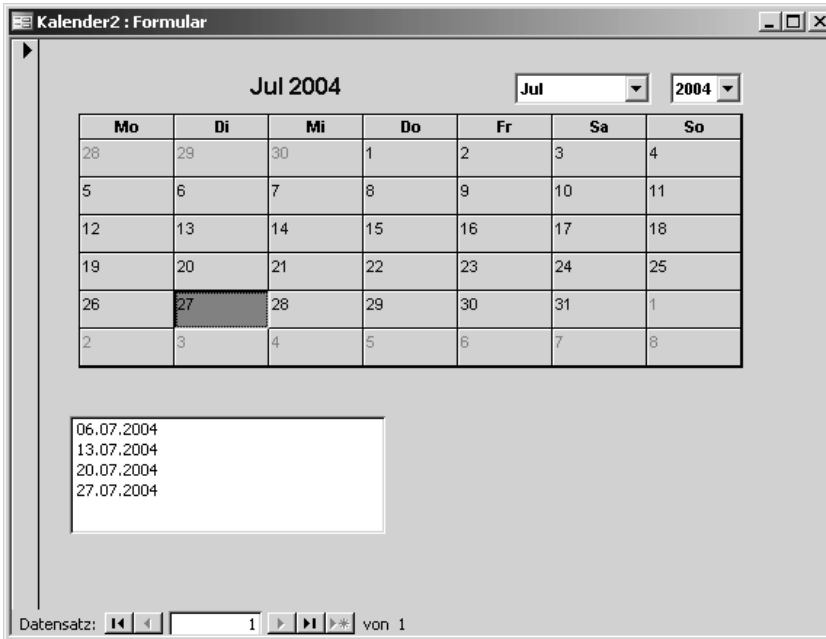 Kalender2 : Formular
Jul 2004 Jul 2004
Mo Di Mi Do Fr Sa So
28 29 30 1 2 3 4
5 6 7 8 9 10 11
12 13 14 15 16 17 18
19 20 21 22 23 24 25
26 27 28 29 30 31 1
2 3 4 5 6 7 8
06.07.2004
13.07.2004
20.07.2004
27.07.2004
Datensatz: 1 von 1